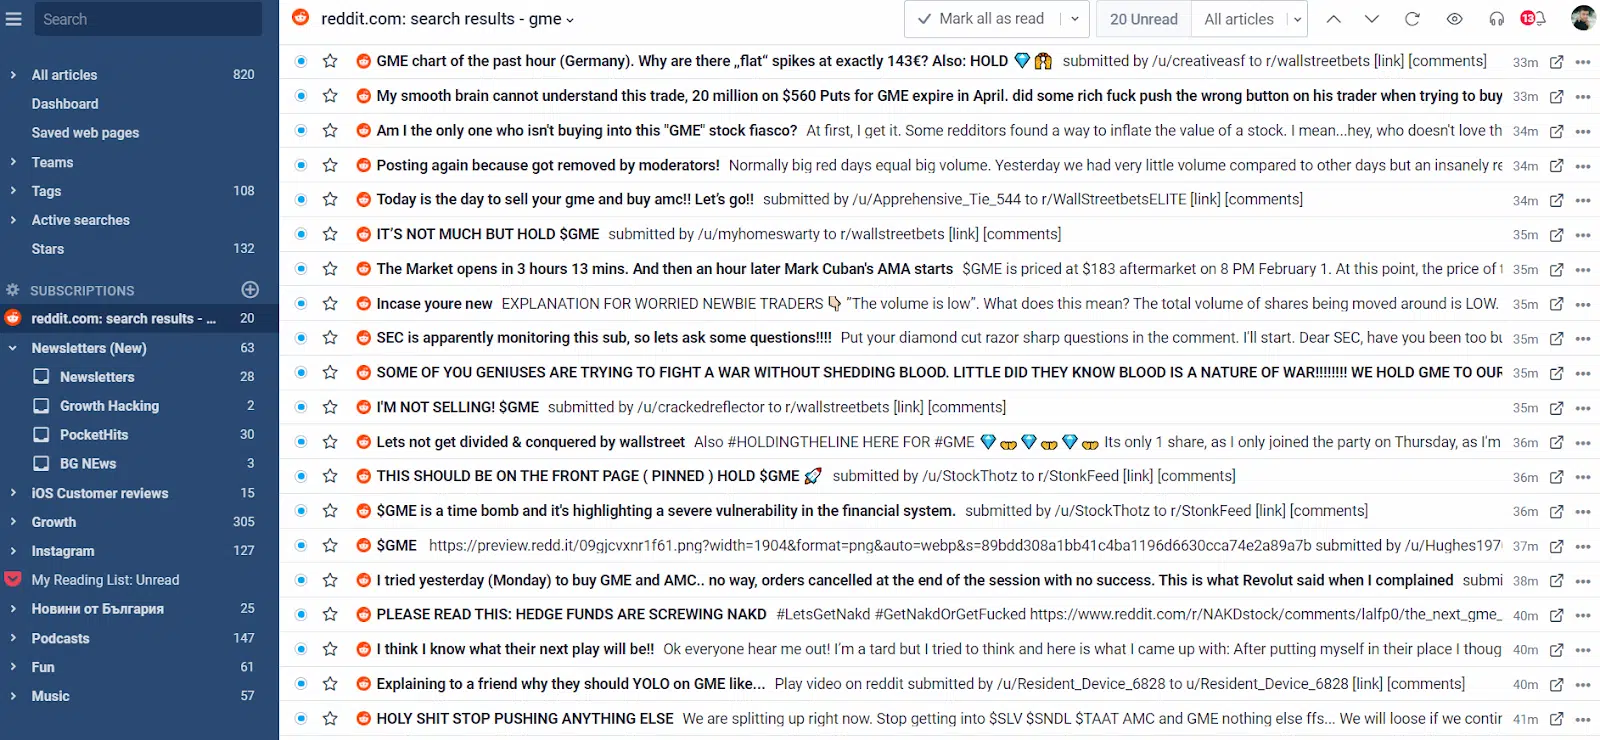 Search
All articles 820
Dashboard
Saved web pages
Teams
Tags 108
Active searches
Stars 132
SUBSCRIPTIONS
reddit.com: search results - ... 20
Newsletters (New) 63
Newsletters 28
Growth Hacking 2
PocketHits 30
BG NEws 3
iOS Customer reviews 15
Growth 305
Instagram 127
My Reading List: Unread
Новини от България 25
Podcasts 147
Fun 61
Music 57
reddit.com: search results - gme
Mark all as read
20 Unread
All articles
13
GME chart of the past hour (Germany). Why are there „flat“ spikes at exactly 143€? Also: HOLD 💎🙌 submitted by /u/creativeasf to r/wallstreetbets [link] [comments] 33m
My smooth brain cannot understand this trade, 20 million on $560 Puts for GME expire in April. did some rich fuck push the wrong button on his trader when trying to buy 33m
Am I the only one who isn't buying into this "GME" stock fiasco? At first, I get it. Some redditors found a way to inflate the value of a stock. I mean...hey, who doesn't love th 34m
Posting again because got removed by moderators! Normally big red days equal big volume. Yesterday we had very little volume compared to other days but an insanely re 34m
Today is the day to sell your gme and buy amc!! Let’s go!! submitted by /u/Apprehensive_Tie_544 to r/WallStreetbetsELITE [link] [comments] 34m
IT’S NOT MUCH BUT HOLD $GME submitted by /u/myhomeswarty to r/wallstreetbets [link] [comments] 35m
The Market opens in 3 hours 13 mins. And then an hour later Mark Cuban's AMA starts $GME is priced at $183 aftermarket on 8 PM February 1. At this point, the price of t 35m
Incase youre new EXPLANATION FOR WORRIED NEWBIE TRADERS 👇🏻 ”The volume is low”. What does this mean? The total volume of shares being moved around is LOW. 35m
SEC is apparently monitoring this sub, so lets ask some questions!!!! Put your diamond cut razor sharp questions in the comment. I'll start. Dear SEC, have you been too bu 35m
SOME OF YOU GENIUSES ARE TRYING TO FIGHT A WAR WITHOUT SHEDDING BLOOD. LITTLE DID THEY KNOW BLOOD IS A NATURE OF WAR!!!!!!!! WE HOLD GME TO OUR 35m
I'M NOT SELLING! $GME submitted by /u/crackedreflector to r/wallstreetbets [link] [comments] 35m
Lets not get divided & conquered by wallstreet Also #HOLDINGTHELINE HERE FOR #GME 💎🤝💎🤝💎🤝 Its only 1 share, as I only joined the party on Thursday, as I'm 36m
THIS SHOULD BE ON THE FRONT PAGE ( PINNED ) HOLD $GME 🚀 submitted by /u/StockThotz to r/StonkFeed [link] [comments] 36m
$GME is a time bomb and it's highlighting a severe vulnerability in the financial system. submitted by /u/StockThotz to r/StonkFeed [link] [comments] 36m
$GME https://preview.redd.it/09gjcvxnr1f61.png?width=1904&format=png&auto=webp&s=89bdd308a1bb41c4ba1196d6630cca74e2a89a7b submitted by /u/Hughes197 37m
I tried yesterday (Monday) to buy GME and AMC.. no way, orders cancelled at the end of the session with no success. This is what Revolut said when I complained submi 38m
PLEASE READ THIS: HEDGE FUNDS ARE SCREWING NAKD #LetsGetNakd #GetNakdOrGetFucked https://www.reddit.com/r/NAKDstock/comments/lalfp0/the_next_gme_ 40m
I think I know what their next play will be!! Ok everyone hear me out! I’m a tard but I tried to think and here is what I came up with: After putting myself in their place I thoug 40m
Explaining to a friend why they should YOLO on GME like... Play video on reddit submitted by /u/Resident_Device_6828 to u/Resident_Device_6828 [link] [comments] 40m
HOLY SHIT STOP PUSHING ANYTHING ELSE We are splitting up right now. Stop getting into $SLV $SNDL $TAAT AMC and GME nothing else ffs... We will loose if we contir 41m